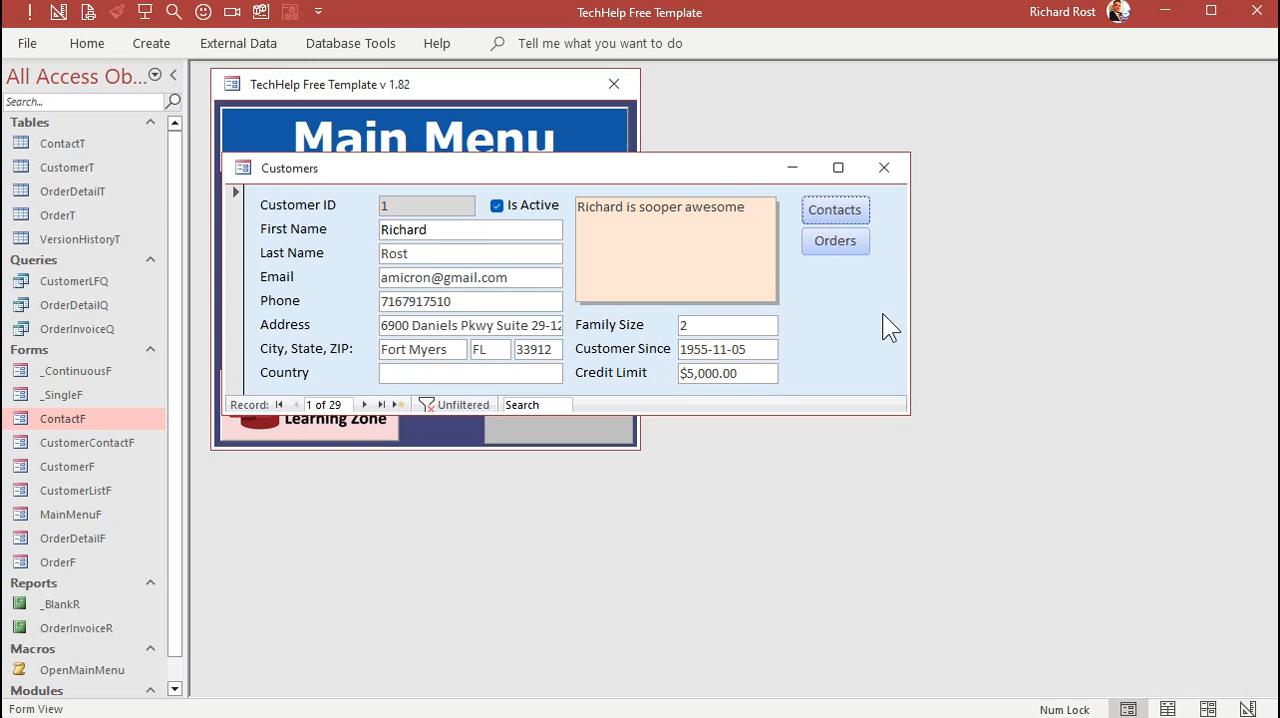 TechHelp Free Template
Richard Rost
File Home Create External Data Database Tools Help Tell me what you want to do
All Access Ob...
Search...
Tables
ContactT
CustomerT
OrderDetailT
OrderT
VersionHistoryT
Queries
CustomerLFQ
OrderDetailQ
OrderInvoiceQ
Forms
_ContinuousF
_SingleF
ContactF
CustomerContactF
CustomerF
CustomerListF
MainMenuF
OrderDetailF
OrderF
Reports
_BlankR
OrderInvoiceR
Macros
OpenMainMenu
Modules
TechHelp Free Template v 1.82
Main Menu
Customers
Customer ID 1 Is Active
First Name Richard
Last Name Rost
Email amicron@gmail.com
Phone 7167917510
Address 6900 Daniels Pkwy Suite 29-12
City, State, ZIP: Fort Myers FL 33912
Country
Richard is sooper awesome
Family Size 2
Customer Since 1955-11-05
Credit Limit $5,000.00
Contacts
Orders
Record: 1 of 29 Unfiltered Search
Learning Zone
Form View
Num Lock